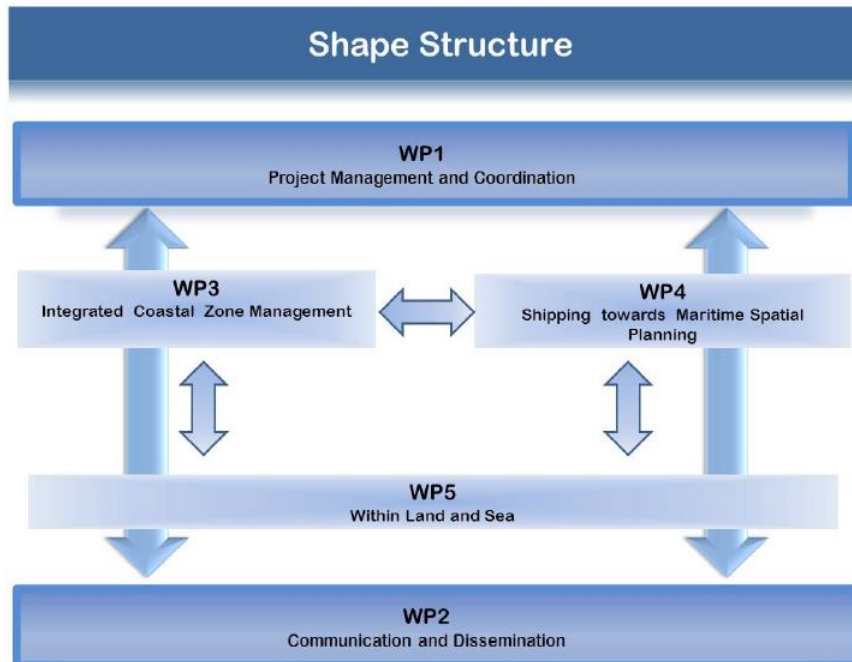 Shape Structure
WP1
Project Management and Coordination
WP3
Integrated Coastal Zone Management
WP4
Shipping towards Maritime Spatial
Planning
WP5
Within Land and Sea
WP2
Communication and Dissemination